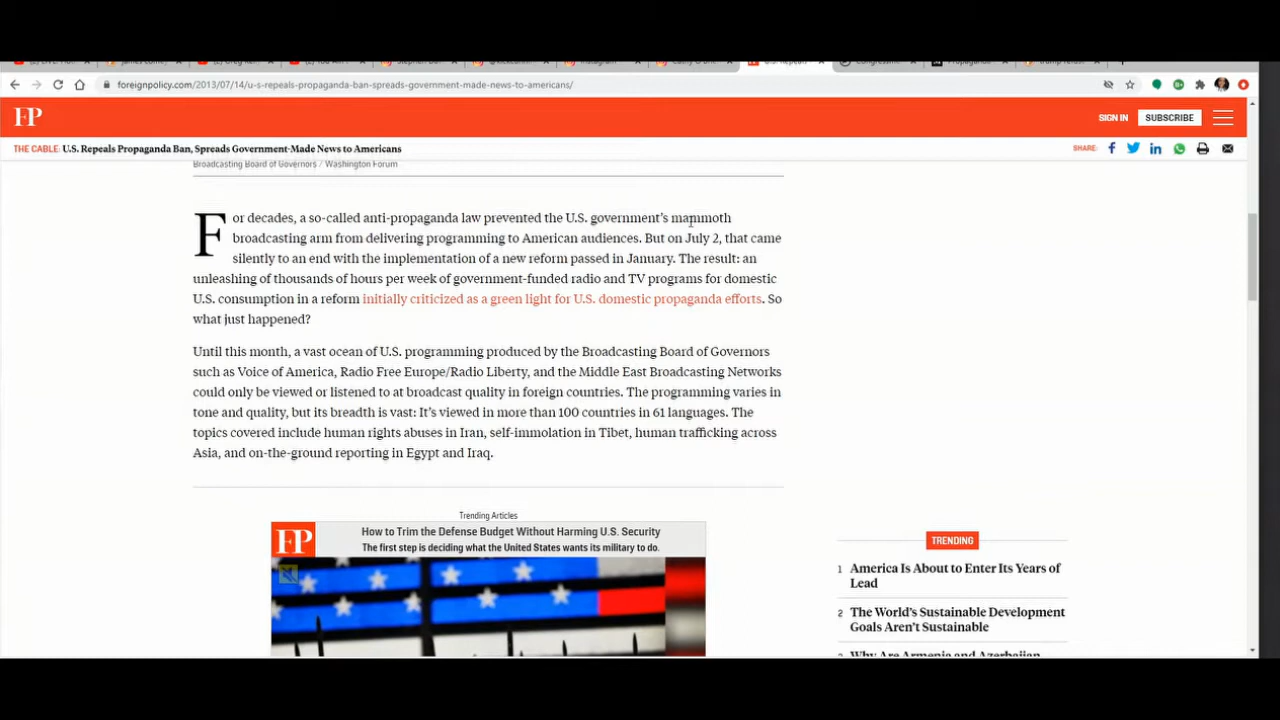 foreignpolicy.com/2013/07/14/u-s-repeals-propaganda-ban-spreads-government-made-news-to-americans/
FP
SIGN IN
SUBSCRIBE
THE CABLE: U.S. Repeals Propaganda Ban, Spreads Government-Made News to Americans
SHARE:
Broadcasting Board of Governors / Washington Forum
For decades, a so-called anti-propaganda law prevented the U.S. government's mammoth
broadcasting arm from delivering programming to American audiences. But on July 2, that came
silently to an end with the implementation of a new reform passed in January. The result: an
unleashing of thousands of hours per week of government-funded radio and TV programs for domestic
U.S. consumption in a reform initially criticized as a green light for U.S. domestic propaganda efforts. So
what just happened?
Until this month, a vast ocean of U.S. programming produced by the Broadcasting Board of Governors
such as Voice of America, Radio Free Europe/Radio Liberty, and the Middle East Broadcasting Networks
could only be viewed or listened to at broadcast quality in foreign countries. The programming varies in
tone and quality, but its breadth is vast: It's viewed in more than 100 countries in 61 languages. The
topics covered include human rights abuses in Iran, self-immolation in Tibet, human trafficking across
Asia, and on-the-ground reporting in Egypt and Iraq.
Trending Articles
FP
How to Trim the Defense Budget Without Harming U.S. Security
The first step is deciding what the United States wants its military to do.
TRENDING
1 America Is About to Enter Its Years of
Lead
2 The World's Sustainable Development
Goals Aren't Sustainable
Why Are Armenia and Azerbaijan